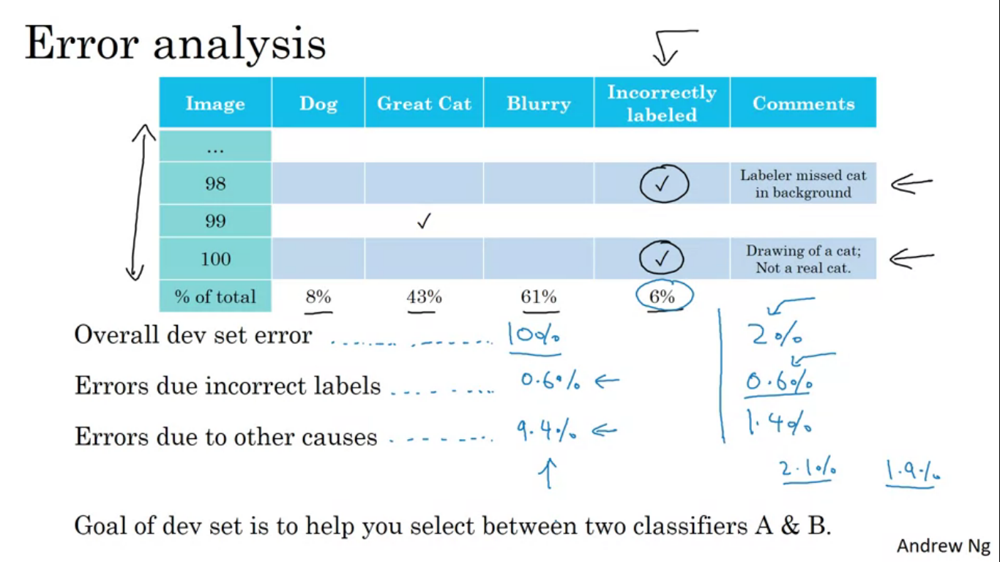 Error analysis
Image Dog Great Cat Blurry Incorrectly labeled Comments
...
98 ✓ Labeler missed cat in background
99 ✓
100 ✓ Drawing of a cat; Not a real cat.
% of total 8% 43% 61% 6%
Overall dev set error 10% 2%
Errors due incorrect labels 0.6% 0.6%
Errors due to other causes 9.4% 1.4%
2.1% 1.9%
Goal of dev set is to help you select between two classifiers A & B.
Andrew Ng